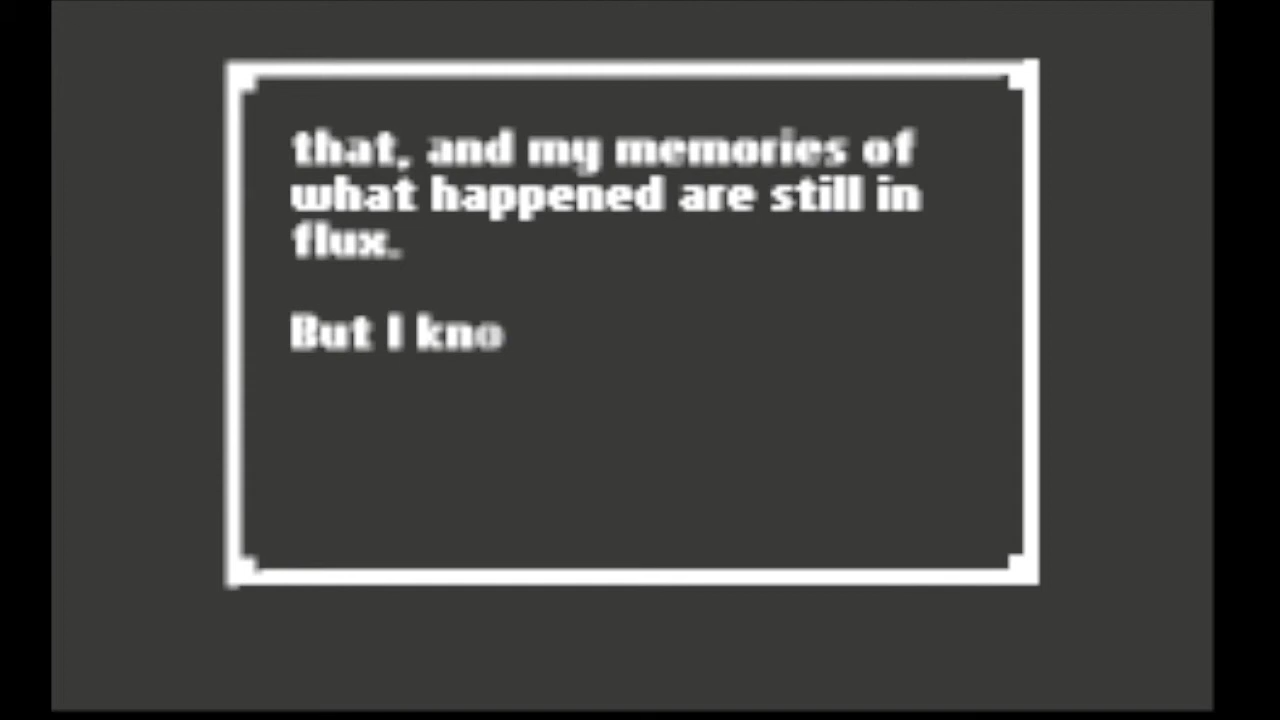 that, and my memories of
what happened are still in
flux.
But I kno